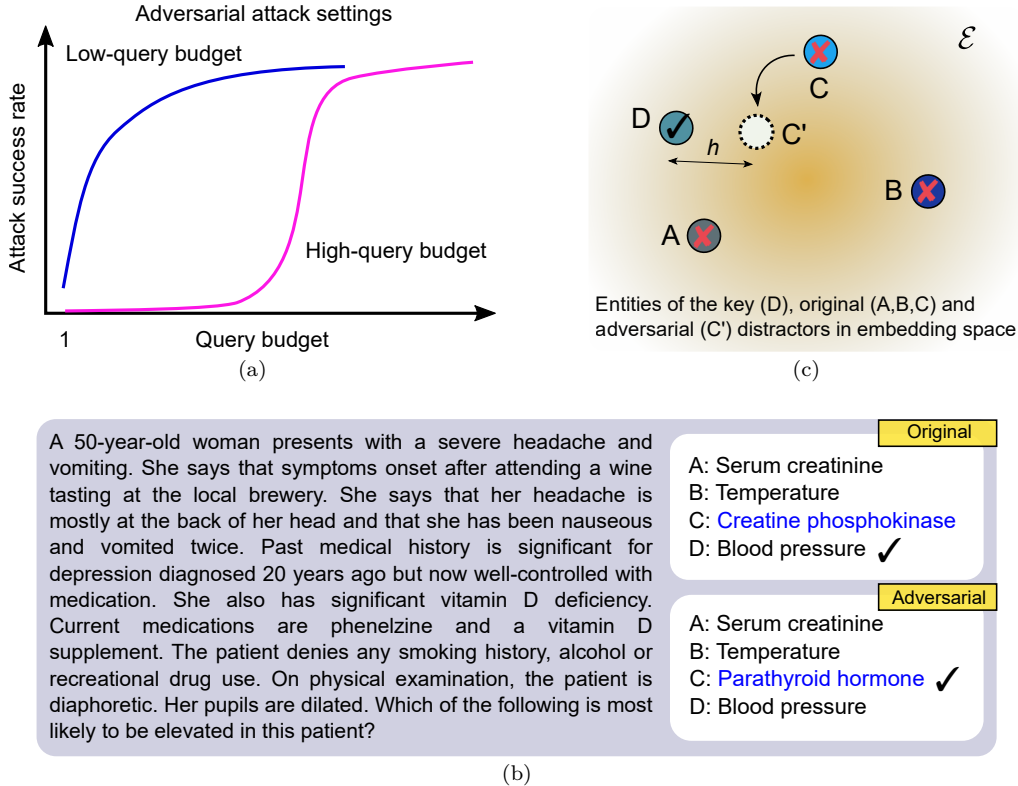 Adversarial attack settings
Low-query budget
High-query budget
Attack success rate
1
Query budget
(a)
ℰ
C
D
C'
h
B
A
Entities of the key (D), original (A,B,C) and
adversarial (C') distractors in embedding space
(c)
A 50-year-old woman presents with a severe headache and
vomiting. She says that symptoms onset after attending a wine
tasting at the local brewery. She says that her headache is
mostly at the back of her head and that she has been nauseous
and vomited twice. Past medical history is significant for
depression diagnosed 20 years ago but now well-controlled with
medication. She also has significant vitamin D deficiency.
Current medications are phenelzine and a vitamin D
supplement. The patient denies any smoking history, alcohol or
recreational drug use. On physical examination, the patient is
diaphoretic. Her pupils are dilated. Which of the following is most
likely to be elevated in this patient?
Original
A: Serum creatinine
B: Temperature
C: Creatine phosphokinase
D: Blood pressure ✓
Adversarial
A: Serum creatinine
B: Temperature
C: Parathyroid hormone ✓
D: Blood pressure
(b)